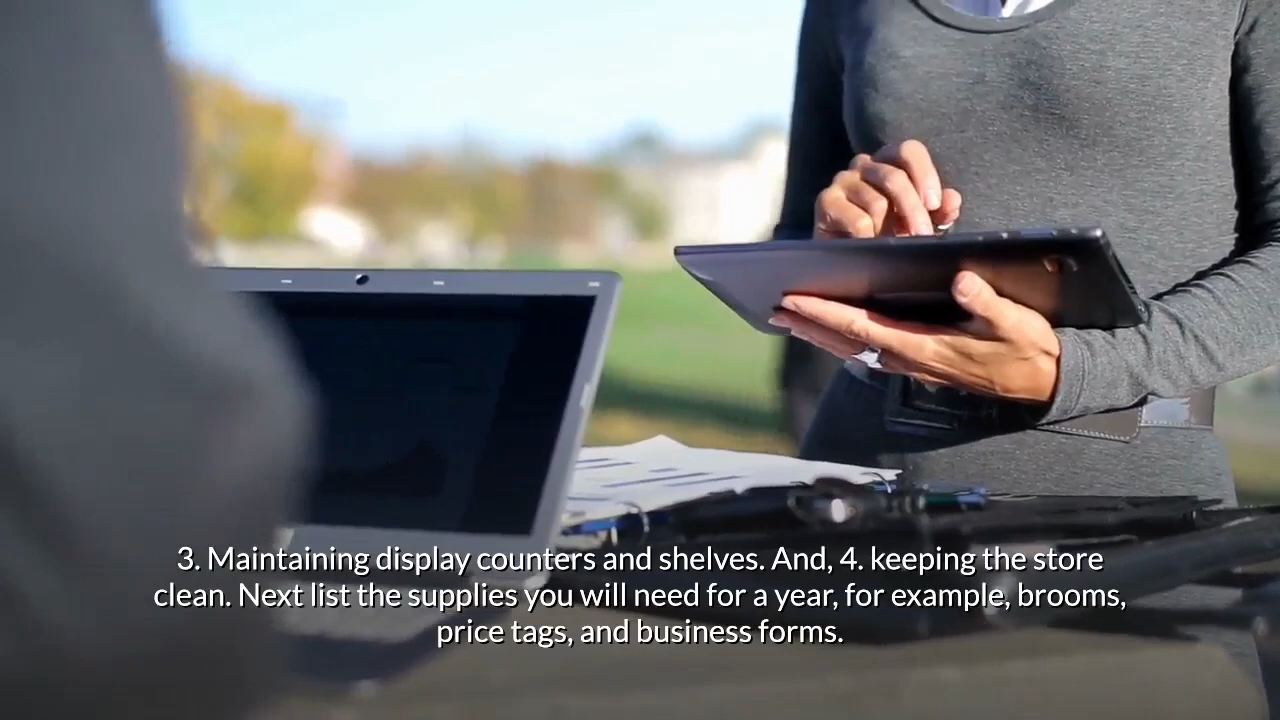 3. Maintaining display counters and shelves. And, 4. keeping the store
clean. Next list the supplies you will need for a year, for example, brooms,
price tags, and business forms.